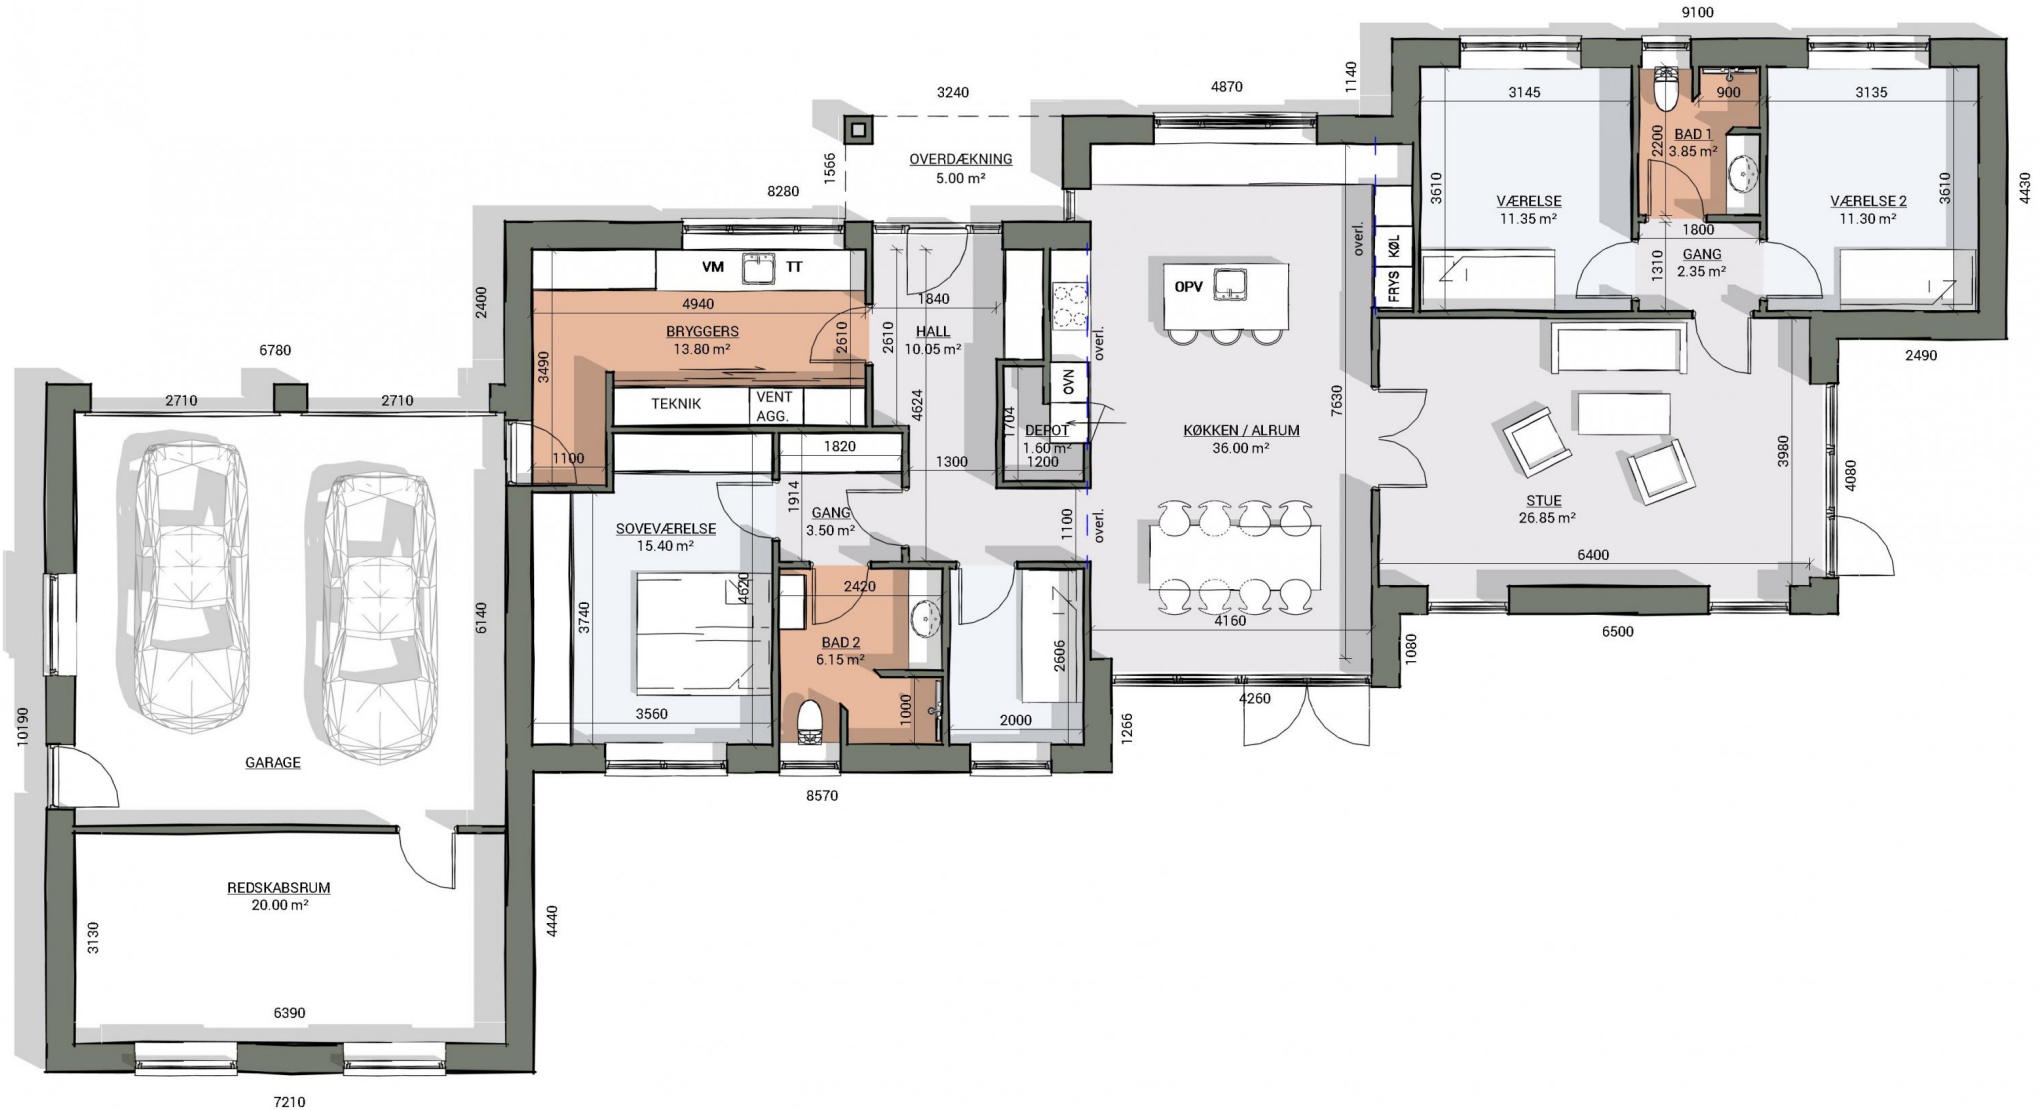 9100
4870
3240
1140
3145
900
3135
OVERDÆKNING
5.00 m²
1566
8280
BAD 1
3.85 m²
2200
3610
VÆRELSE
11.35 m²
VÆRELSE 2
11.30 m²
3610
4430
1800
GANG
2.35 m²
1310
overl.
KØL
FRYS
VM
TT
OPV
2400
4940
1840
BRYGGERS
13.80 m²
2610
2610
HALL
10.05 m²
3490
overl.
6780
2490
2710
2710
TEKNIK
VENT
AGG.
4624
OVN
1704
DEPOT
1.60 m²
1200
7630
KØKKEN / ALRUM
36.00 m²
1820
1100
1300
3980
4080
STUE
26.85 m²
1914
GANG
3.50 m²
SOVEVÆRELSE
15.40 m²
1100
overl.
6400
2420
4620
3740
6140
4160
6500
1080
BAD 2
6.15 m²
2606
3560
1000
2000
4260
1266
10190
GARAGE
8570
REDSKABSRUM
20.00 m²
3130
4440
6390
7210